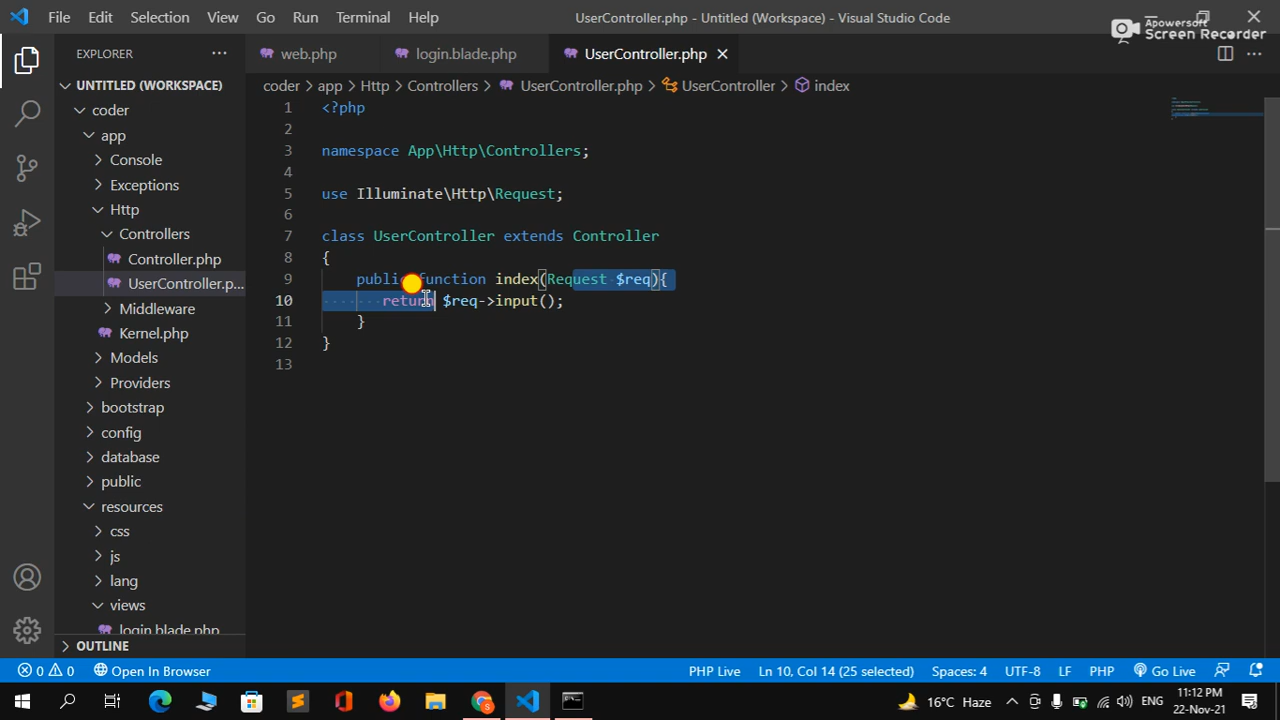 File Edit Selection View Go Run Terminal Help
UserController.php - Untitled (Workspace) - Visual Studio Code
Apowersoft
Screen Recorder
EXPLORER
UNTITLED (WORKSPACE)
coder
app
Console
Exceptions
Http
Controllers
Controller.php
UserController.p...
Middleware
Kernel.php
Models
Providers
bootstrap
config
database
public
resources
css
js
lang
views
login.blade.php
OUTLINE
web.php login.blade.php UserController.php
coder > app > Http > Controllers > UserController.php > UserController > index
1 <?php
2
3 namespace App\Http\Controllers;
4
5 use Illuminate\Http\Request;
6
7 class UserController extends Controller
8 {
9 public function index(Request $req){
10 return $req->input();
11 }
12 }
13
0 0 Open In Browser PHP Live Ln 10, Col 14 (25 selected) Spaces: 4 UTF-8 LF PHP Go Live
16°C Haze ENG 11:12 PM
22-Nov-21